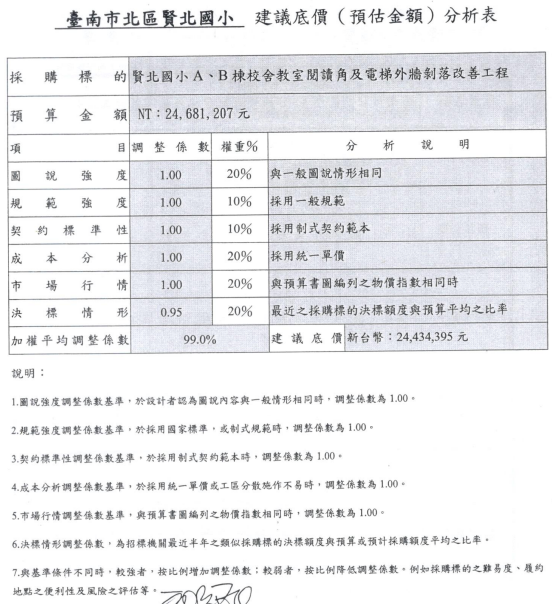 臺南市北區賢北國小 建議底價(預估金額)分析表
採購標的 賢北國小A、B棟校舍教室閱讀角及電梯外牆剝落改善工程
預算金額 NT:24,681,207元
項目 調整係數 權重% 分析說明
圖說強度 1.00 20% 與一般圖說情形相同
規範強度 1.00 10% 採用一般規範
契約標準性 1.00 10% 採用制式契約範本
成本分析 1.00 20% 採用統一單價
市場行情 1.00 20% 與預算書圖編列之物價指數相同時
決標情形 0.95 20% 最近之採購標的決標額度與預算平均之比率
加權平均調整係數 99.0% 建議底價 新台幣:24,434,395 元
說明:
1.圖說強度調整係數基準,於設計者認為圖說內容與一般情形相同時,調整係數為 1.00。
2.規範強度調整係數基準,於採用國家標準,或制式規範時,調整係數為 1.00。
3.契約標準性調整係數基準,於採用制式契約範本時,調整係數為 1.00。
4.成本分析調整係數基準,於採用統一單價或工區分散施作不易時,調整係數為 1.00。
5.市場行情調整係數基準,與預算書圖編列之物價指數相同時,調整係數為 1.00。
6.決標情形調整係數,為招標機關最近半年之類似採購標的決標額度與預算或預計採購額度平均之比率。
7.與基準條件不同時,較強者,按比例增加調整係數;較弱者,按比例降低調整係數。例如採購標的之難易度、履約
地點之便利性及風險之評估等。